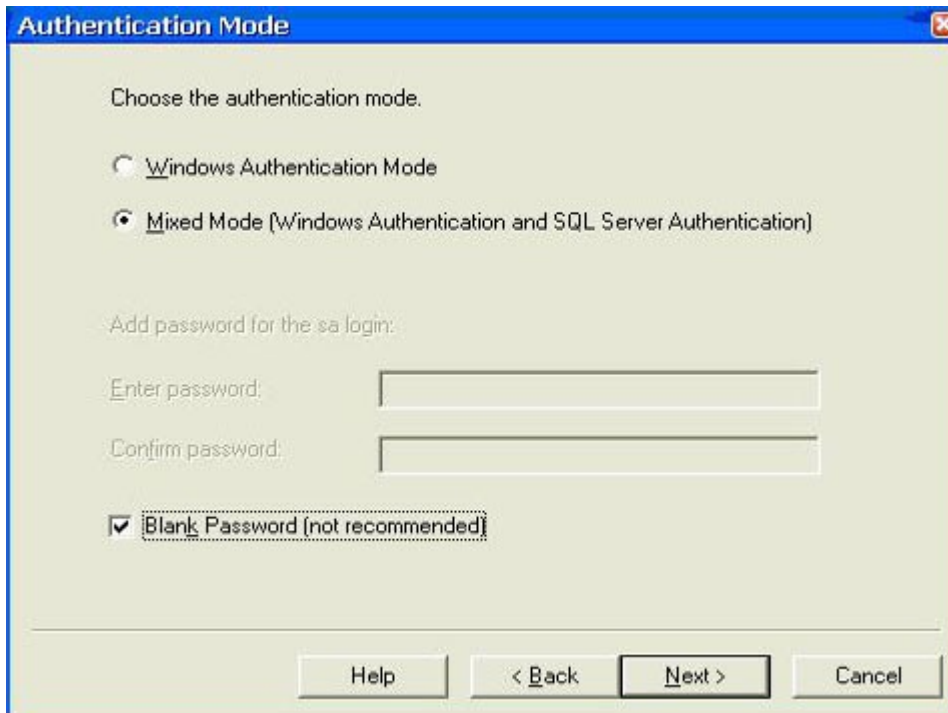 Authentication Mode
Choose the authentication mode.
Windows Authentication Mode
Mixed Mode (Windows Authentication and SQL Server Authentication)
Add password for the sa login:
Enter password:
Confirm password:
Blank Password (not recommended)
Help
< Back
Next >
Cancel